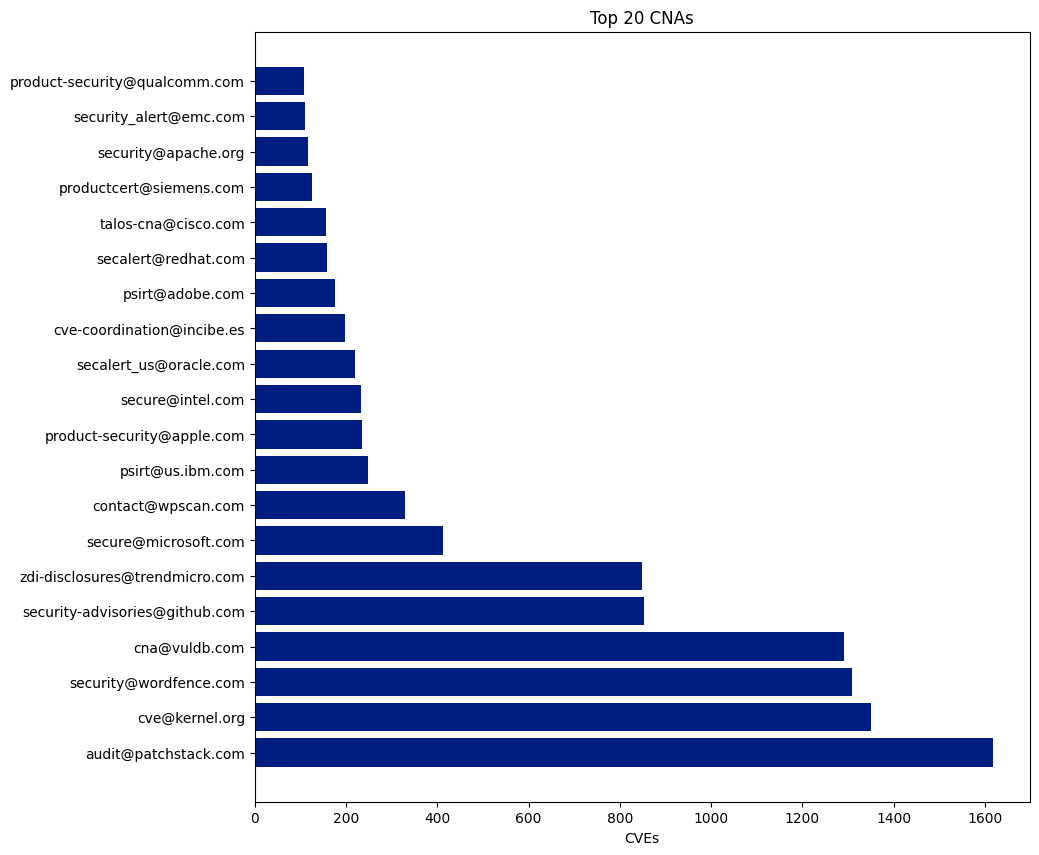 Top 20 CNAs
product-security@qualcomm.com
security_alert@emc.com
security@apache.org
productcert@siemens.com
talos-cna@cisco.com
secalert@redhat.com
psirt@adobe.com
cve-coordination@incibe.es
secalert_us@oracle.com
secure@intel.com
product-security@apple.com
psirt@us.ibm.com
contact@wpscan.com
secure@microsoft.com
zdi-disclosures@trendmicro.com
security-advisories@github.com
cna@vuldb.com
security@wordfence.com
cve@kernel.org
audit@patchstack.com
0 200 400 600 800 1000 1200 1400 1600
CVEs